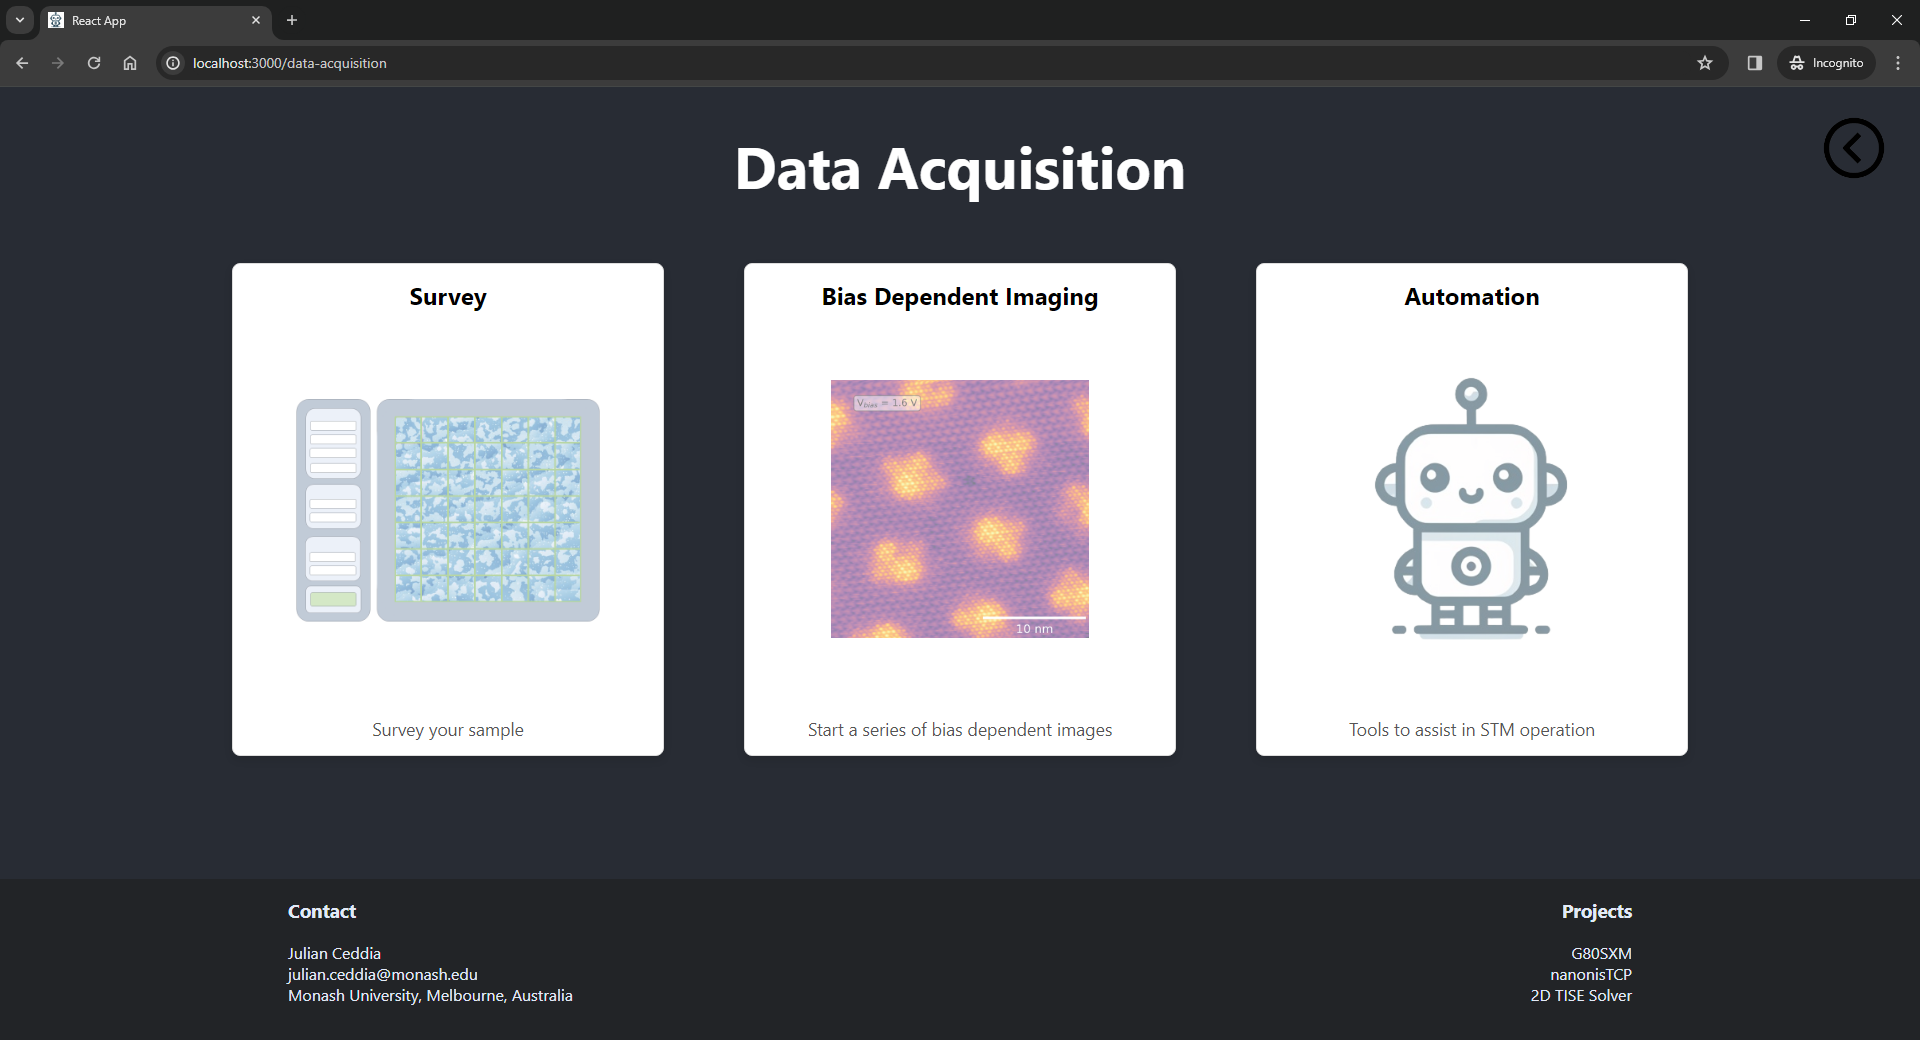 React App
localhost:3000/data-acquisition
Incognito
Data Acquisition
Survey
Survey your sample
Bias Dependent Imaging
Vbias = 1.6 V
10 nm
Start a series of bias dependent images
Automation
Tools to assist in STM operation
Contact
Julian Ceddia
julian.ceddia@monash.edu
Monash University, Melbourne, Australia
Projects
G80SXM
nanonisTCP
2D TISE Solver